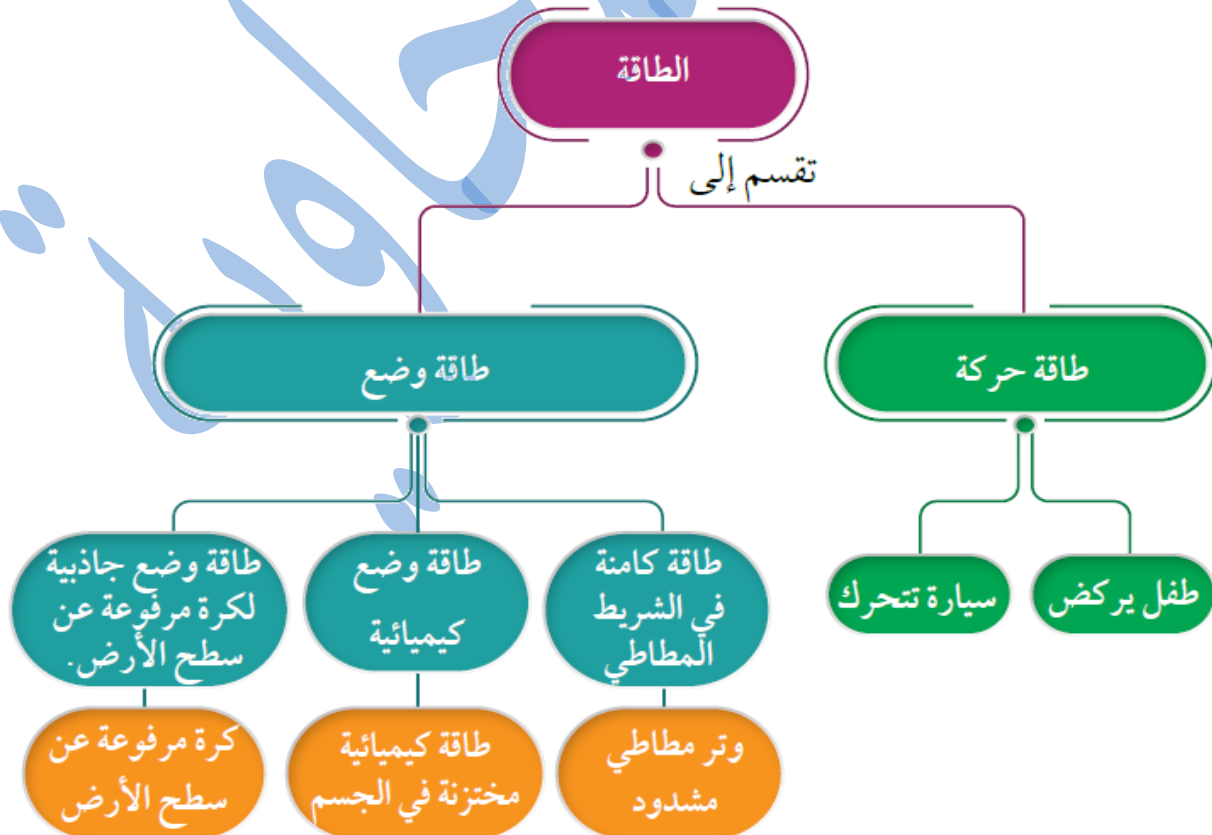 الطاقة
تقسم إلى
طاقة حركة
طاقة وضع
طفل يركض
سيارة تتحرك
طاقة كامنة
في الشريط
المطاطي
طاقة وضع
كيميائية
طاقة وضع جاذبية
لكرة مرفوعة عن
سطح الأرض.
وتر مطاطي
مشدود
طاقة كيميائية
مختزنة في الجسم
كرة مرفوعة عن
سطح الأرض